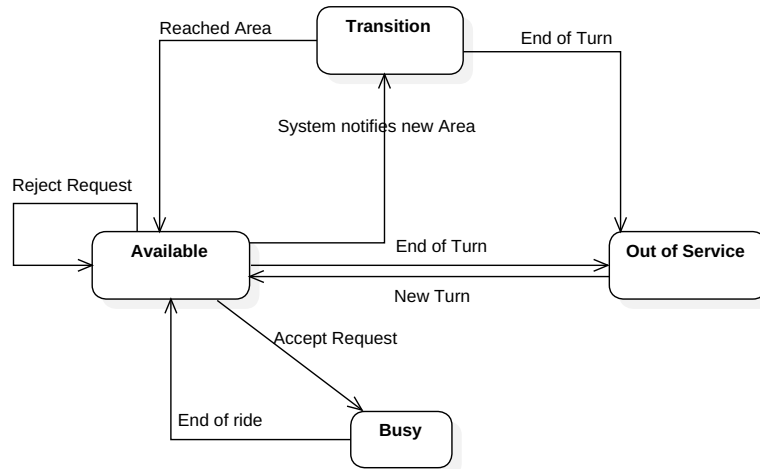 Reached Area
Transition
End of Turn
System notifies new Area
Reject Request
Available
End of Turn
Out of Service
New Turn
Accept Request
End of ride
Busy